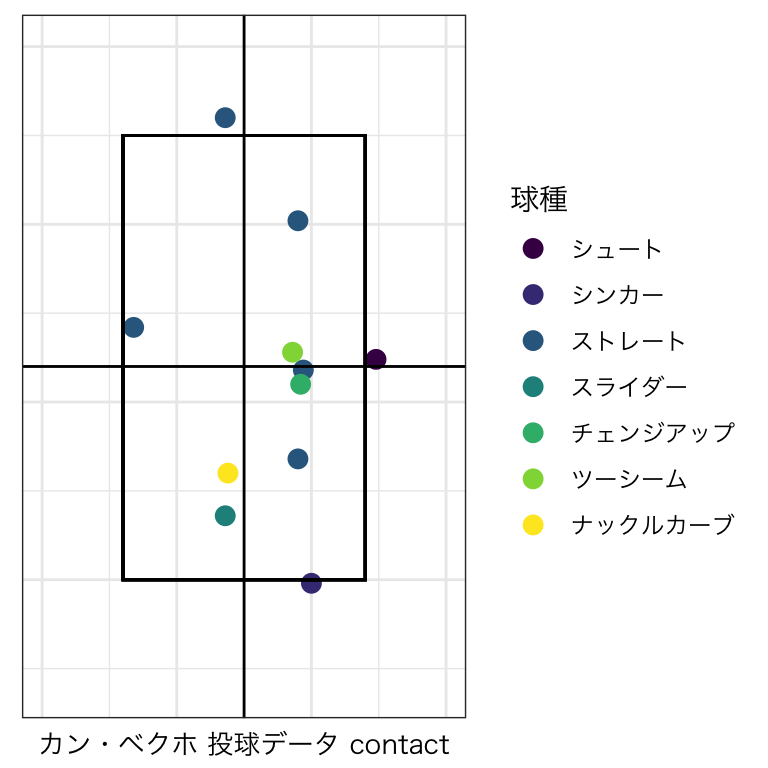 球種
シュート
シンカー
ストレート
スライダー
チェンジアップ
ツーシーム
ナックルカーブ
カン・ベクホ 投球データ contact